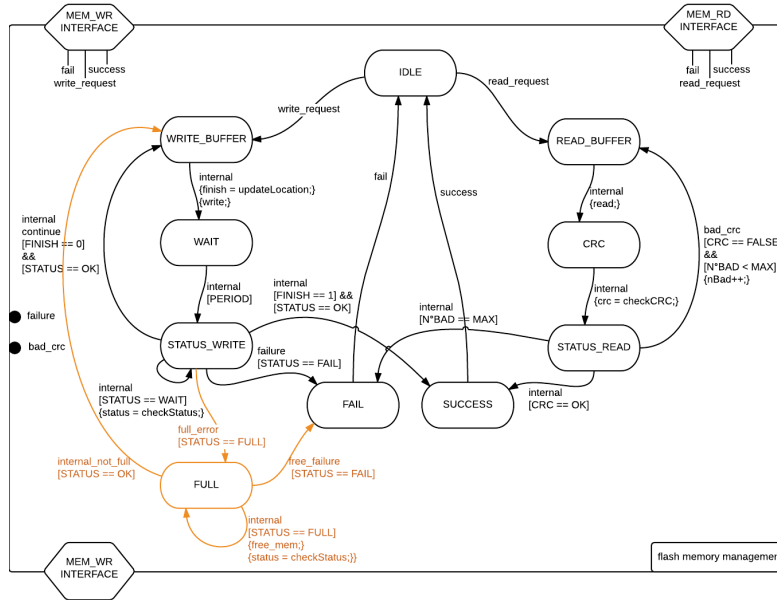 MEM_WR
INTERFACE
fail
success
write_request
MEM_RD
INTERFACE
fail
success
read_request
IDLE
read_request
write_request
WRITE_BUFFER
READ_BUFFER
internal
{finish = updateLocation;}
{write;}
fail
success
internal
{read;}
internal
continue
[FINISH == 0]
&&
[STATUS == OK]
WAIT
CRC
bad_crc
[CRC == FALSE
&&
[N°BAD < MAX]
{nBad++;}
internal
[PERIOD]
internal
[FINISH == 1] &&
[STATUS == OK]
internal
[N°BAD == MAX]
internal
{crc = checkCRC;}
failure
bad_crc
STATUS_WRITE
STATUS_READ
failure
[STATUS == FAIL]
internal
[STATUS == WAIT]
{status = checkStatus;}
FAIL
SUCCESS
internal
[CRC == OK]
full_error
[STATUS == FULL]
internal_not_full
[STATUS == OK]
free_failure
[STATUS == FAIL]
FULL
internal
[STATUS == FULL]
{free_mem;}
{status = checkStatus;}}
MEM_WR
INTERFACE
flash memory managemen